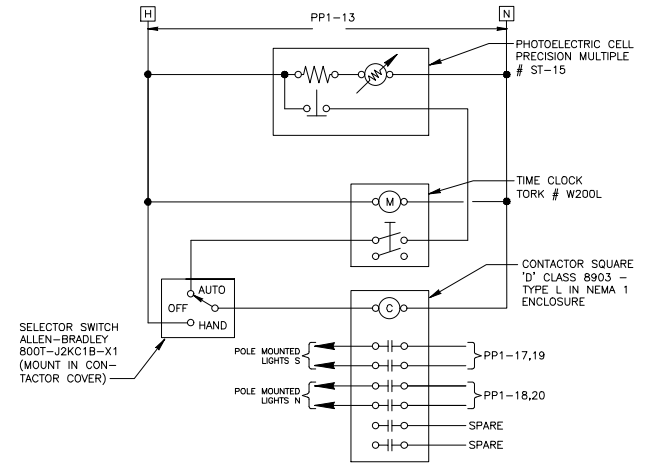 H
PP1-13
N
PHOTOELECTRIC CELL
PRECISION MULTIPLE
# ST-15
TIME CLOCK
TORK # W200L
M
CONTACTOR SQUARE
'D' CLASS 8903 -
TYPE L IN NEMA 1
ENCLOSURE
AUTO
OFF
HAND
C
SELECTOR SWITCH
ALLEN-BRADLEY
800T-J2KC1B-X1
(MOUNT IN CON-
TACTOR COVER)
POLE MOUNTED
LIGHTS S
PP1-17,19
POLE MOUNTED
LIGHTS N
PP1-18,20
SPARE
SPARE